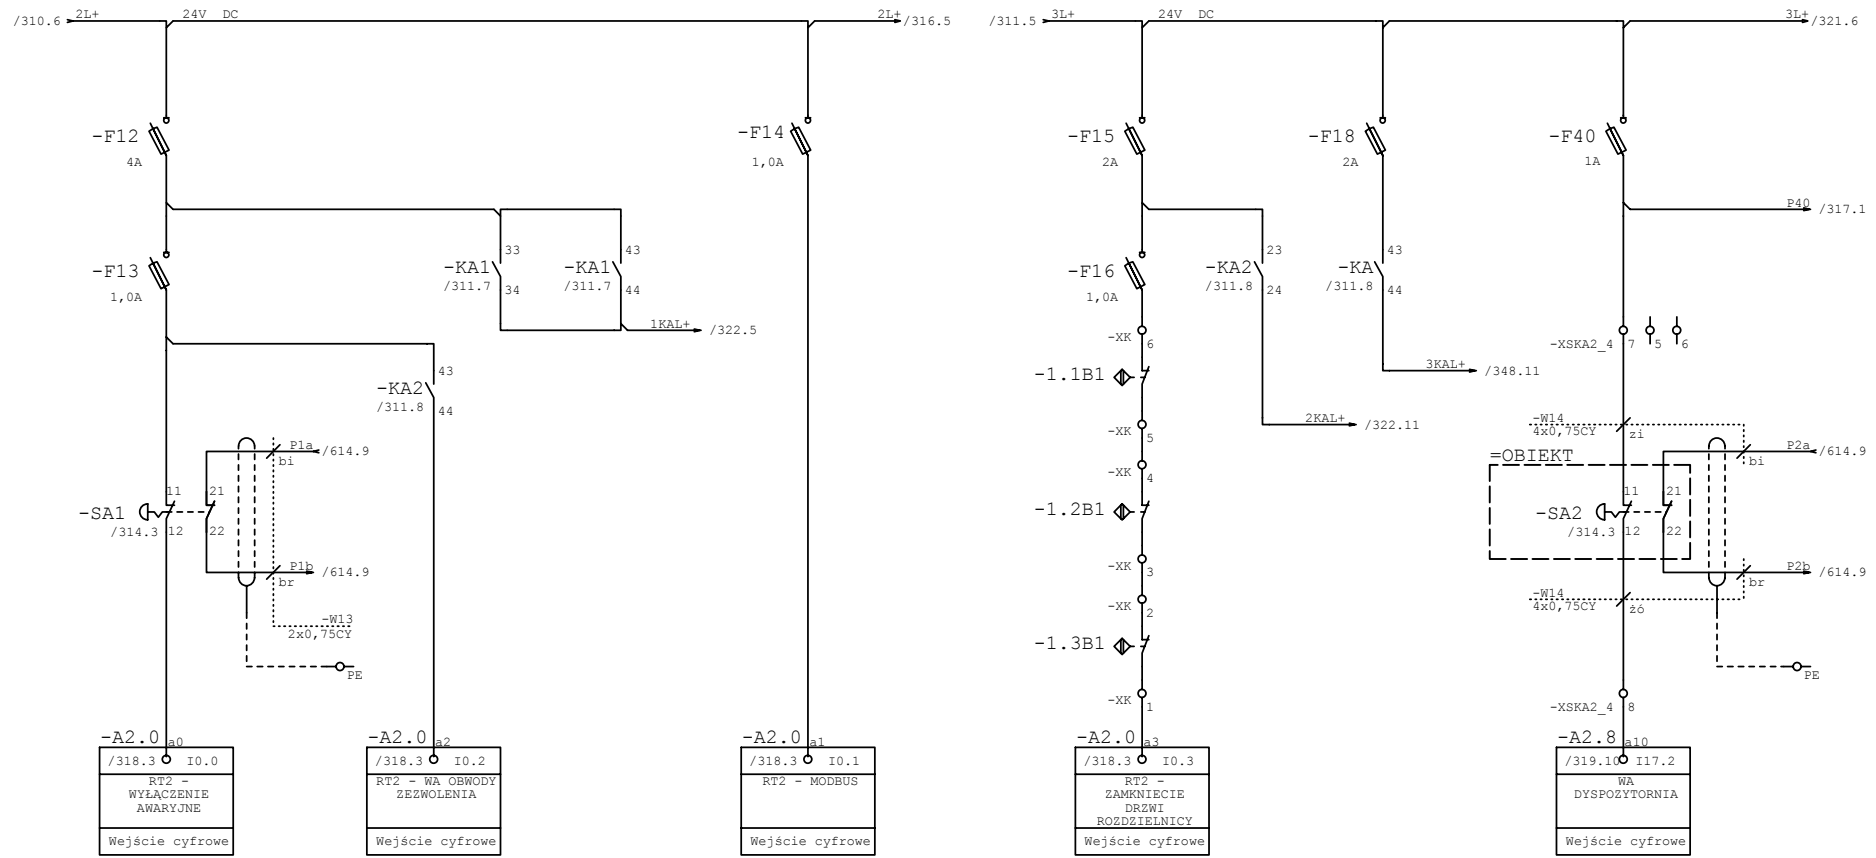 /310.6 2L+ 24V DC 2L+ /316.5 /311.5 3L+ 24V DC 3L+ /321.6
-F12 -F14 -F15 -F18 -F40
4A 1,0A 2A 2A 1A
P40 /317.1
33 43 23 43
-F13 -KA1 -KA1 -F16 -KA2 -KA
1,0A /311.7 34 /311.7 44 1,0A /311.8 24 /311.8 44
1KAL+ /322.5
-XK 6 -XSKA2_4 7 5 6
43 -1.1B1 3KAL+ /348.11
-KA2
/311.8 44
2KAL+ /322.11
-W14
4x0,75CY zi
-XK 5
P1a /614.9 P2a /614.9
bi =OBIEKT bi
-XK 4
11 21 11 21
-SA1 -1.2B1 -SA2
/314.3 12 22 /314.3 12 22
P1b /614.9 -XK 3 P2b /614.9
br br
-W14
4x0,75CY żó
-XK 2
-W13
2x0,75CY
-1.3B1
PE PE
-XK 1 -XSKA2_4 8
-A2.0 a0 -A2.0 a2 -A2.0 a1 -A2.0 a3 -A2.8 a10
/318.3 I0.0 /318.3 I0.2 /318.3 I0.1 /318.3 I0.3 /319.10 I17.2
RT2 -
WYŁĄCZENIE
AWARYJNE
RT2 - WA OBWODY
ZEZWOLENIA
RT2 - MODBUS
RT2 -
ZAMKNIECIE
DRZWI
ROZDZIELNICY
WA
DYSPOZYTORNIA
Wejście cyfrowe Wejście cyfrowe Wejście cyfrowe Wejście cyfrowe Wejście cyfrowe